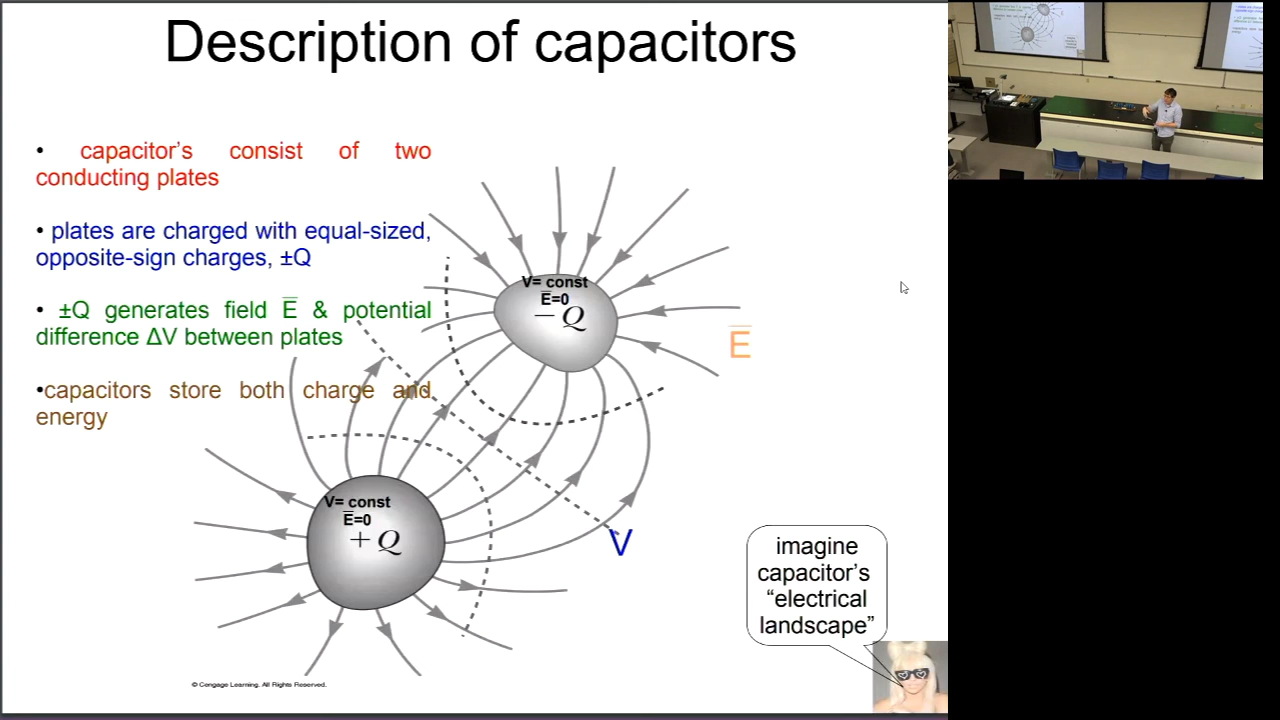 Description of capacitors
• capacitor's consist of two
conducting plates
• plates are charged with equal-sized,
opposite-sign charges, ±Q
• ±Q generates field E̅ & potential
difference ΔV between plates
•capacitors store both charge and
energy
V= const
E̅=0
− Q
E̅
V= const
E̅=0
+ Q
V
imagine
capacitor's
"electrical
landscape"
© Cengage Learning. All Rights Reserved.